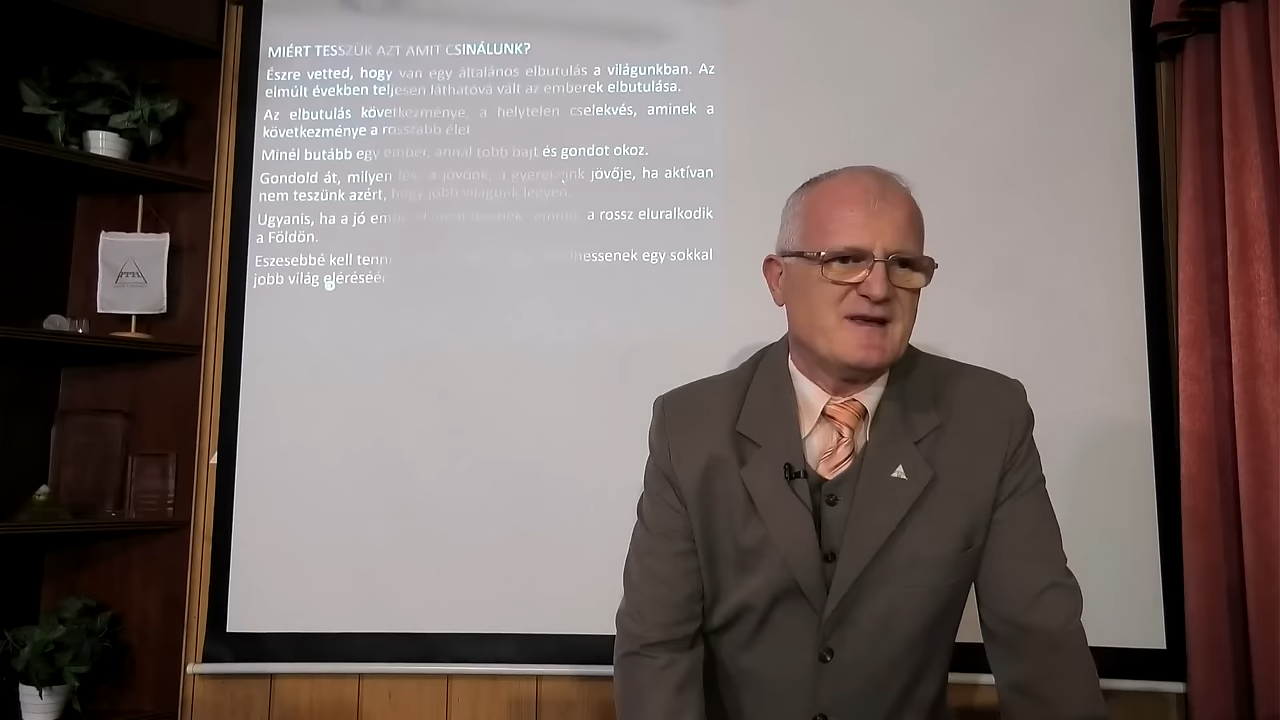 MIÉRT TESSZÜK AZT AMIT CSINÁLUNK?
Észre vetted, hogy van egy általános elbutulás a világunkban. Az
elmúlt években teljesen láthatóvá vált az emberek elbutulása.
Az elbutulás következménye, a helytelen cselekvés, aminek a
következménye a rosszabb élet
Minél butább egy ember, annál több bajt és gondot okoz.
Gondold át, milyen lesz a jövőnk, a gyerekeink jövője, ha aktívan
nem teszünk azért, hogy jobb világunk legyen.
Ugyanis, ha a jó a rossz eluralkodik
a Földön.
Eszesebbé kell tenn egy sokkal
jobb világ eléréséér